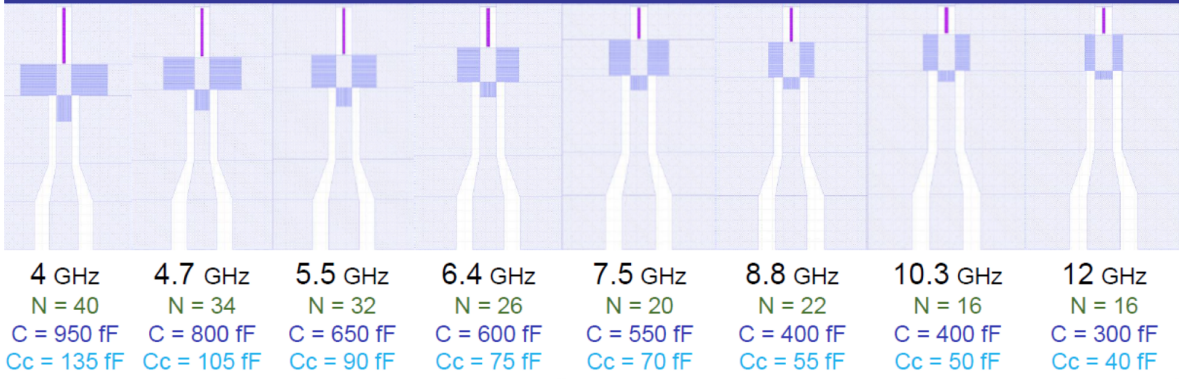 4 GHz 4.7 GHz 5.5 GHz 6.4 GHz 7.5 GHz 8.8 GHz 10.3 GHz 12 GHz
N = 40 N = 34 N = 32 N = 26 N = 20 N = 22 N = 16 N = 16
C = 950 fF C = 800 fF C = 650 fF C = 600 fF C = 550 fF C = 400 fF C = 400 fF C = 300 fF
Cc = 135 fF Cc = 105 fF Cc = 90 fF Cc = 75 fF Cc = 70 fF Cc = 55 fF Cc = 50 fF Cc = 40 fF